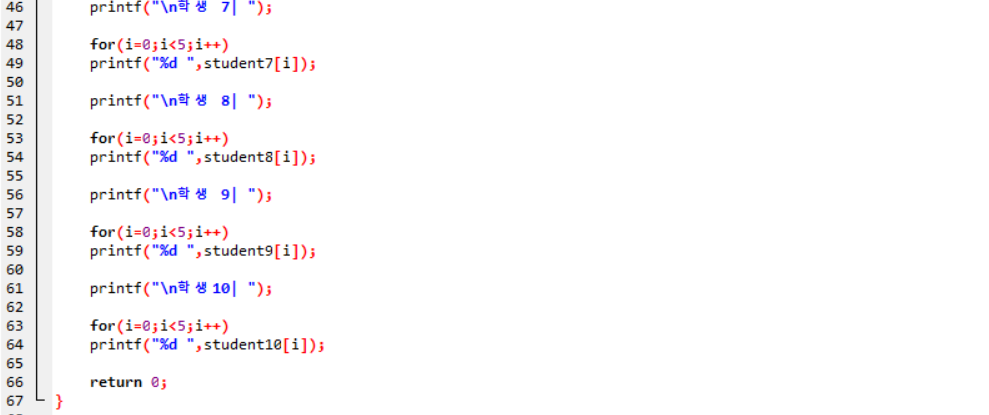 46 printf("\n학생 7| ");
47
48 for(i=0;i<5;i++)
49 printf("%d ",student7[i]);
50
51 printf("\n학생 8| ");
52
53 for(i=0;i<5;i++)
54 printf("%d ",student8[i]);
55
56 printf("\n학생 9| ");
57
58 for(i=0;i<5;i++)
59 printf("%d ",student9[i]);
60
61 printf("\n학생10| ");
62
63 for(i=0;i<5;i++)
64 printf("%d ",student10[i]);
65
66 return 0;
67 }